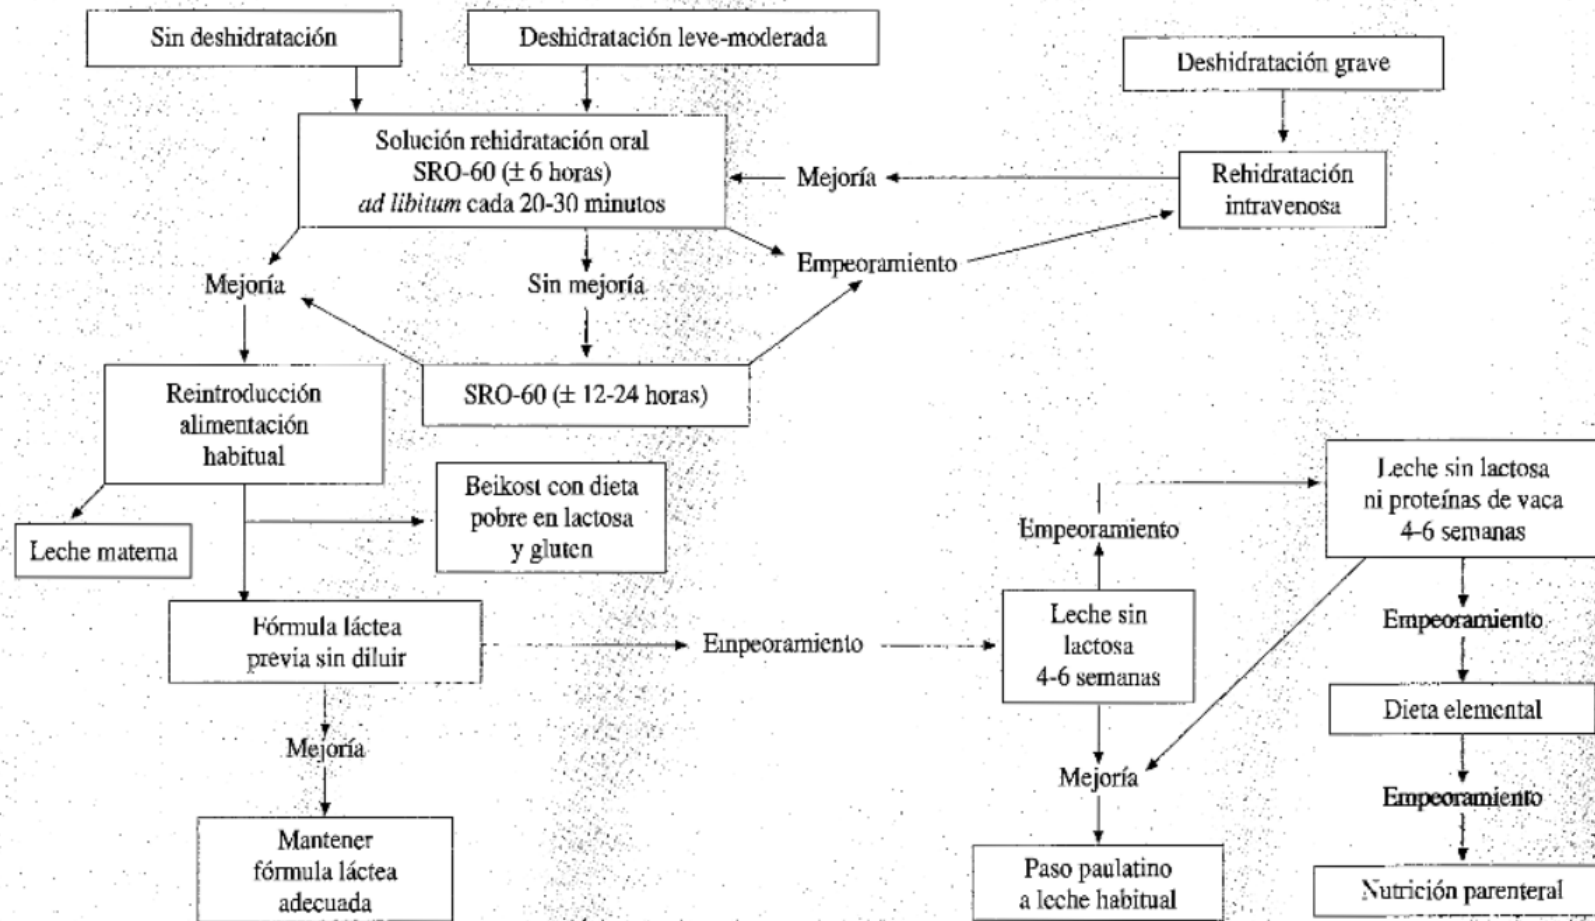 Sin deshidratación
Deshidratación leve-moderada
Deshidratación grave
Solución rehidratación oral
SRO-60 (± 6 horas)
ad libitum cada 20-30 minutos
Mejoría
Rehidratación
intravenosa
Mejoría
Sin mejoría
Empeoramiento
Reintroducción
alimentación
habitual
SRO-60 (± 12-24 horas)
Leche materna
Beikost con dieta
pobre en lactosa
y gluten
Empeoramiento
Leche sin lactosa
ni proteínas de vaca
4-6 semanas
Fórmula láctea
previa sin diluir
Empeoramiento
Leche sin
lactosa
4-6 semanas
Empeoramiento
Dieta elemental
Mejoría
Mejoría
Empeoramiento
Mantener
fórmula láctea
adecuada
Paso paulatino
a leche habitual
Nutrición parenteral